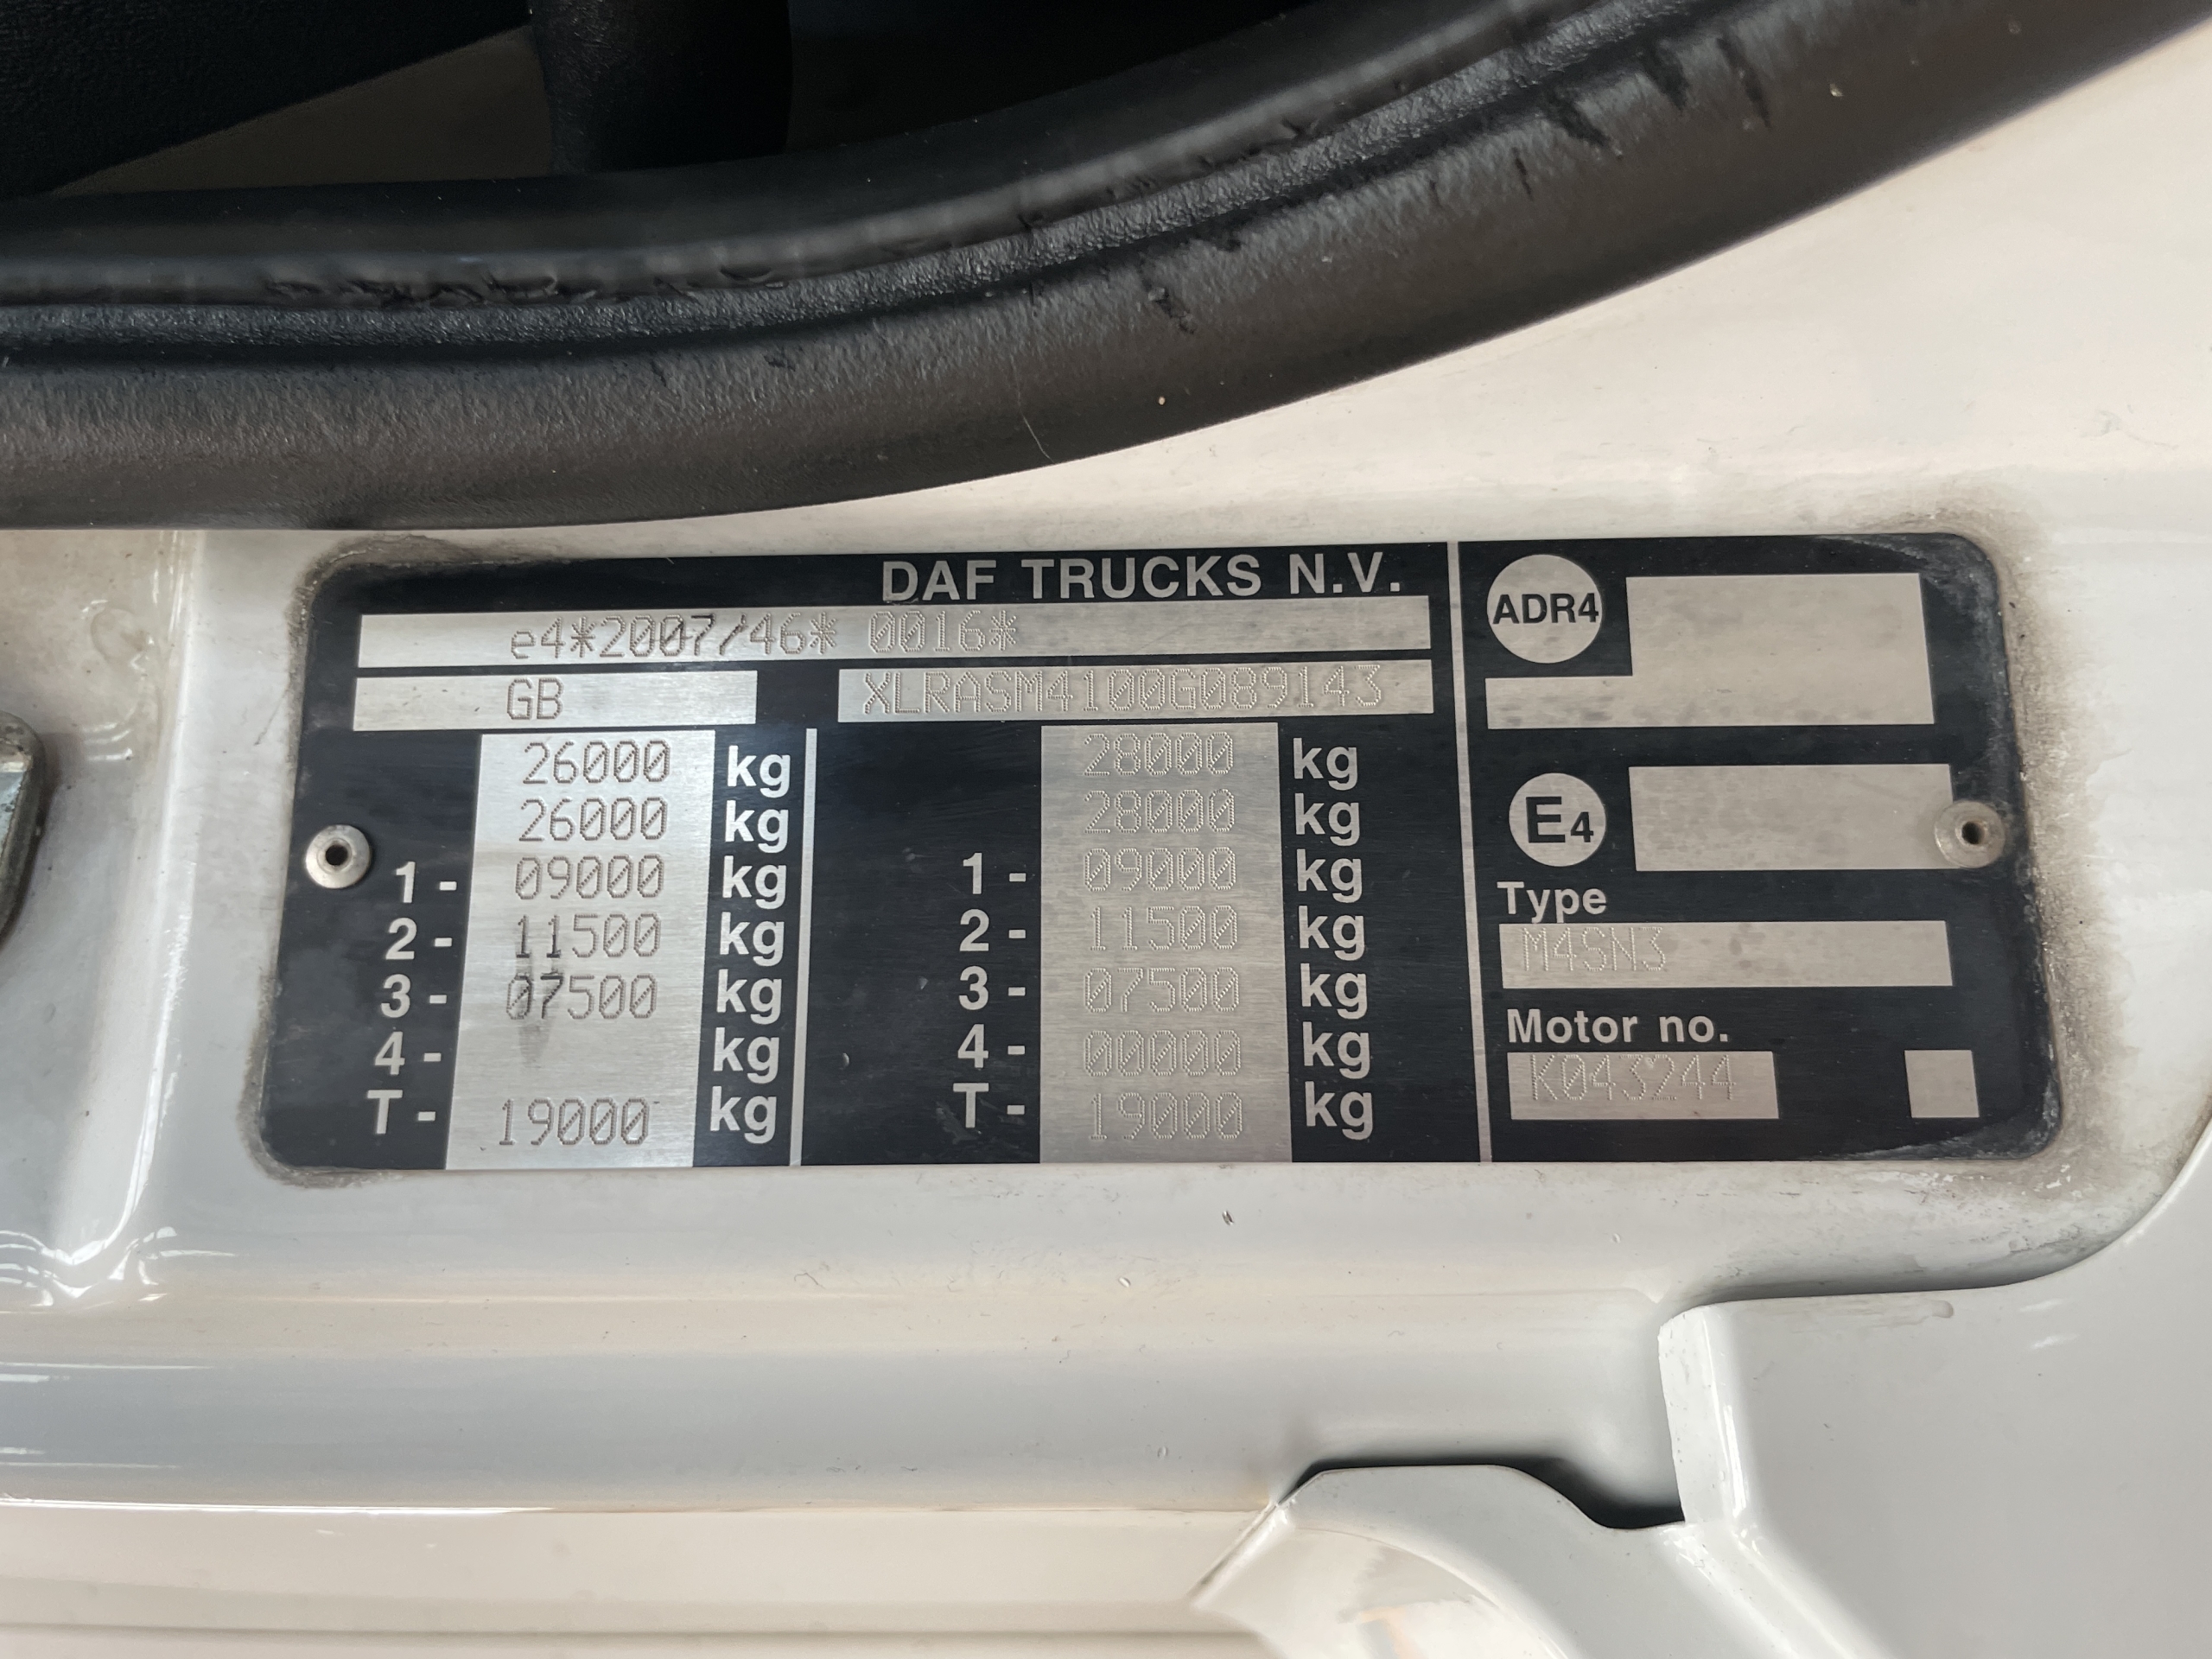 DAF TRUCKS N.V.
e4*2007/46* 0016*
GB XLRASM4100G089143
26000 kg 28000 kg
26000 kg 28000 kg
1 - 09000 kg 1 - 09000 kg
2 - 11500 kg 2 - 11500 kg
3 - 07500 kg 3 - 07500 kg
4 - kg 4 - 00000 kg
T - 19000 kg T - 19000 kg
ADR4
E4
Type
M4SN3
Motor no.
K043244